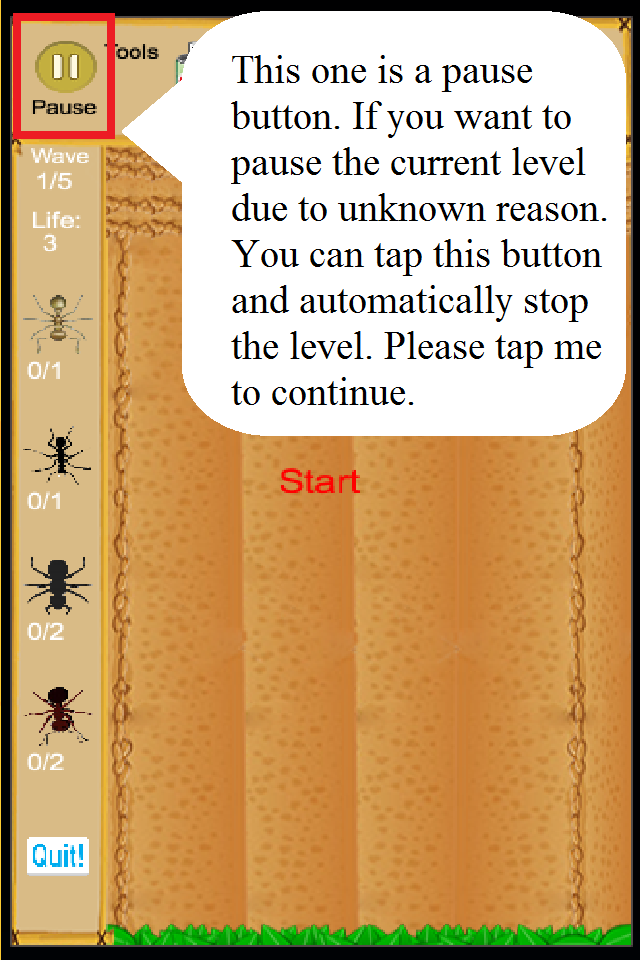 Tools
Pause
This one is a pause
button. If you want to
pause the current level
due to unknown reason.
You can tap this button
and automatically stop
the level. Please tap me
to continue.
Wave
1/5
Life:
3
0/1
0/1
0/2
0/2
Start
Quit!